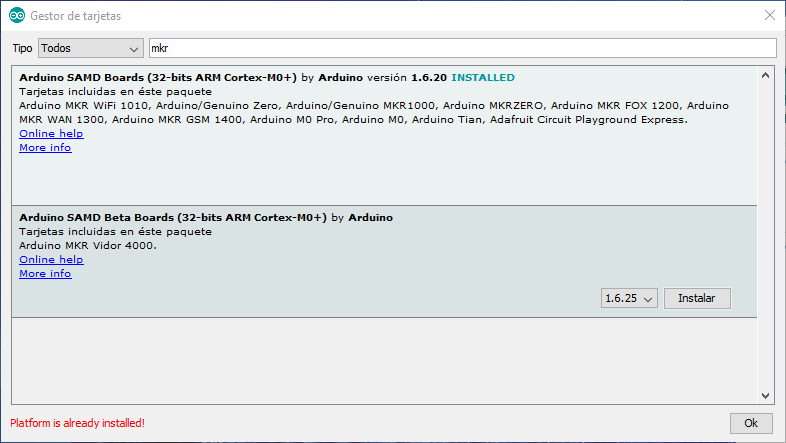 Gestor de tarjetas
Tipo Todos mkr
Arduino SAMD Boards (32-bits ARM Cortex-M0+) by Arduino versión 1.6.20 INSTALLED
Tarjetas incluidas en éste paquete
Arduino MKR WiFi 1010, Arduino/Genuino Zero, Arduino/Genuino MKR1000, Arduino MKRZERO, Arduino MKR FOX 1200, Arduino
MKR WAN 1300, Arduino MKR GSM 1400, Arduino M0 Pro, Arduino M0, Arduino Tian, Adafruit Circuit Playground Express.
Online help
More info
Arduino SAMD Beta Boards (32-bits ARM Cortex-M0+) by Arduino
Tarjetas incluidas en éste paquete
Arduino MKR Vidor 4000.
Online help
More info
1.6.25 Instalar
Platform is already installed! Ok